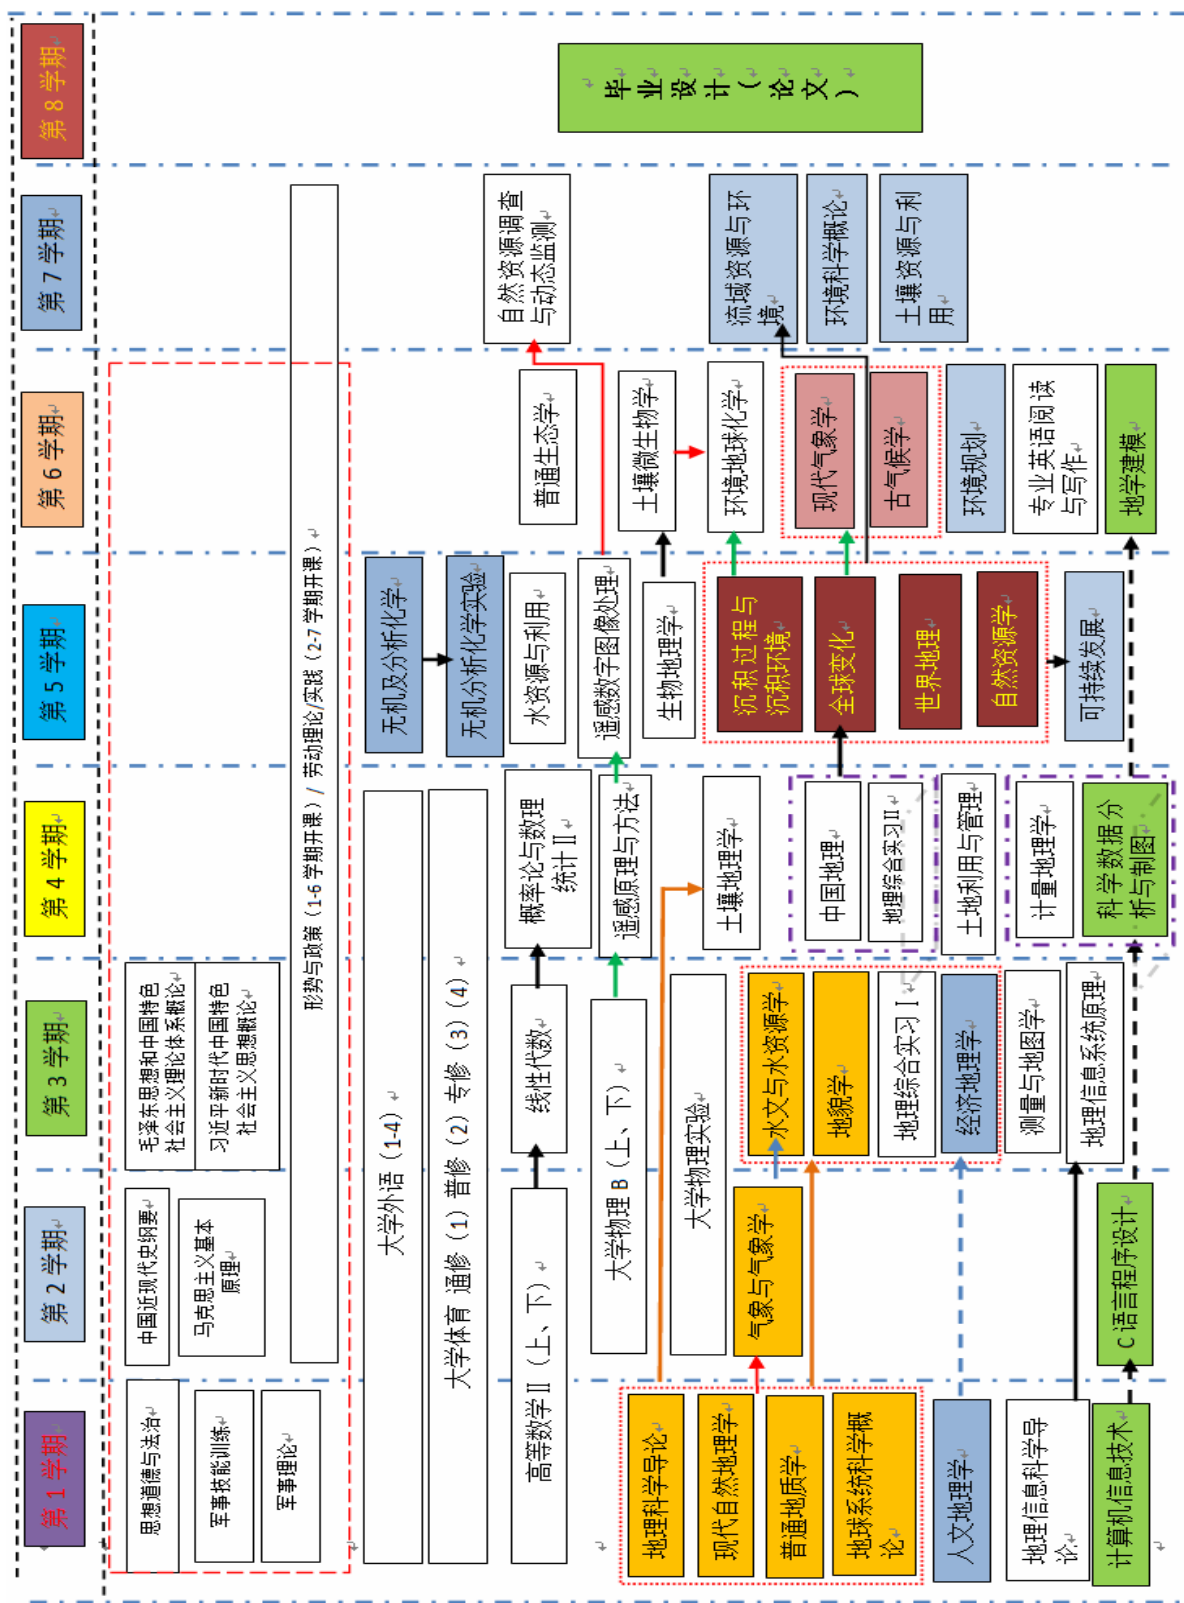 第 1 学期
第 2 学期
第 3 学期
第 4 学期
第 5 学期
第 6 学期
第 7 学期
第 8 学期
思想道德与法治
军事技能训练
军事理论
中国近现代史纲要
马克思主义基本
原理
毛泽东思想和中国特色
社会主义理论体系概论
习近平新时代中国特色
社会主义思想概论
形势与政策（1-6 学期开课）/ 劳动理论/实践（2-7 学期开课）
大学外语（1-4）
大学体育 通修（1）普修（2）专修（3）（4）
高等数学 II（上、下）
线性代数
概率论与数理
统计 II
大学物理 B（上、下）
大学物理实验
无机及分析化学
无机分析化学实验
水资源与利用
遥感原理与方法
遥感数字图像处理
自然资源调查
与动态监测
普通生态学
生物地理学
土壤微生物学
土壤地理学
环境地球化学
地理科学导论
现代自然地理学
普通地质学
地球系统科学概
论
气象与气象学
水文与水资源学
地貌学
地理综合实习 I
经济地理学
中国地理
地理综合实习II
土地利用与管理
沉积过程与
沉积环境
全球变化
世界地理
自然资源学
可持续发展
现代气象学
古气候学
环境规划
专业英语阅读
与写作
流域资源与环
境
环境科学概论
土壤资源与利
用
人文地理学
地理信息科学导
论
测量与地图学
地理信息系统原理
计量地理学
科学数据分
析与制图
计算机信息技术
C 语言程序设计
地学建模
毕业设计（论文）